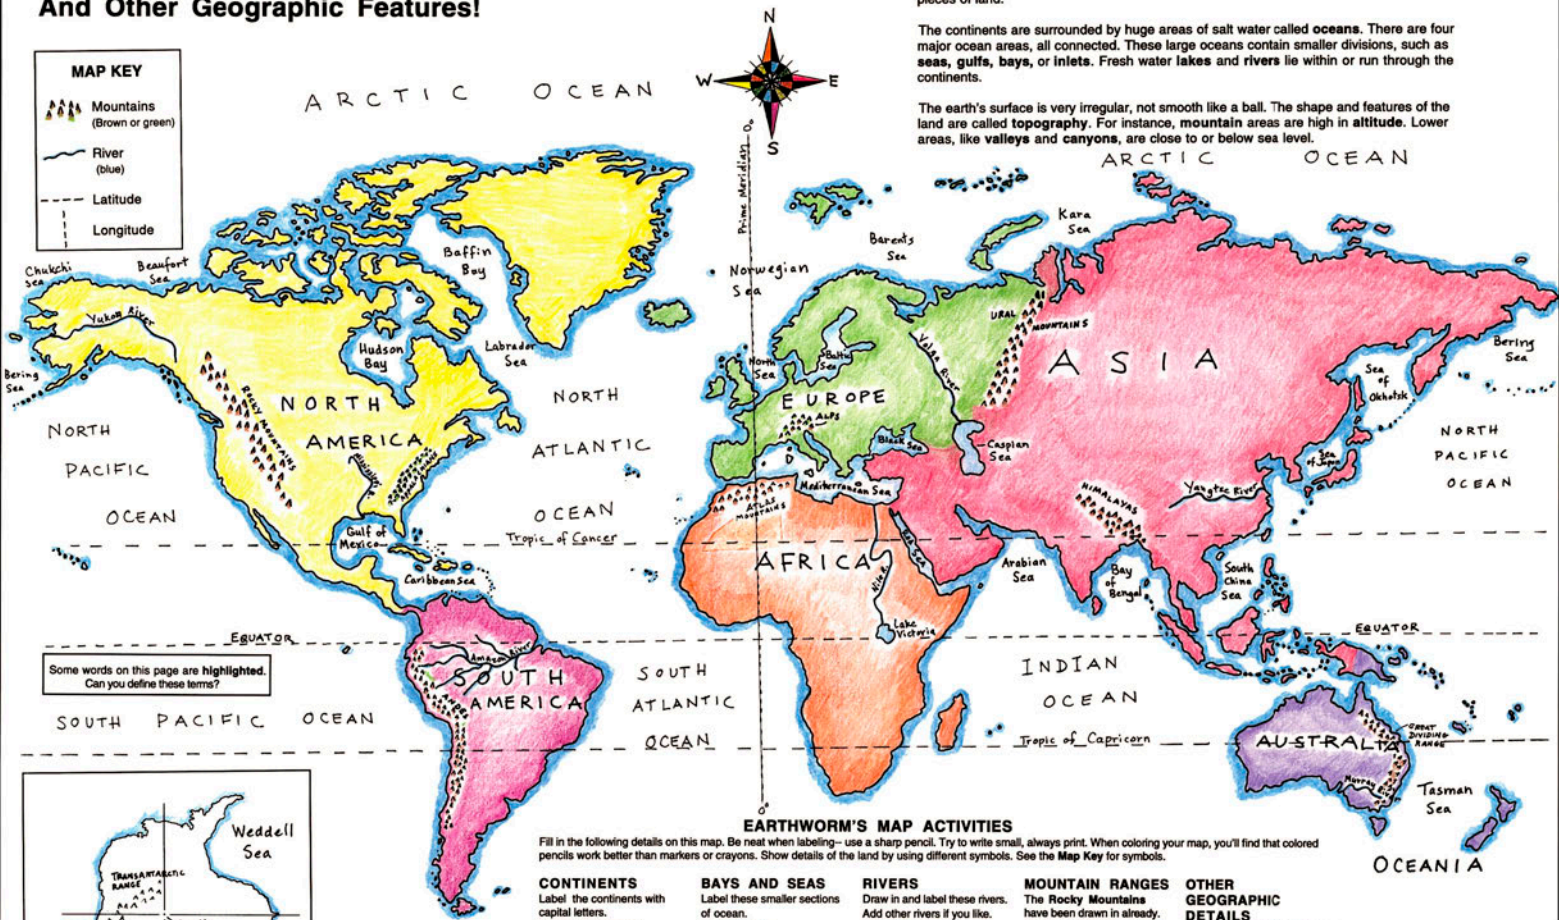 And Other Geographic Features!
pieces of land.
The continents are surrounded by huge areas of salt water called oceans. There are four
major ocean areas, all connected. These large oceans contain smaller divisions, such as
seas, gulfs, bays, or inlets. Fresh water lakes and rivers lie within or run through the
continents.
The earth's surface is very irregular, not smooth like a ball. The shape and features of the
land are called topography. For instance, mountain areas are high in altitude. Lower
areas, like valleys and canyons, are close to or below sea level.
MAP KEY
Mountains
(Brown or green)
River
(blue)
Latitude
Longitude
N
W
E
S
ARCTIC OCEAN
ARCTIC OCEAN
0°
Prime Meridian
Kara
Sea
Barents
Sea
Norwegian
Sea
Chukchi
Sea
Beaufort
Sea
Baffin
Bay
Yukon River
Hudson
Bay
Labrador
Sea
Bering
Sea
ROCKY MOUNTAINS
NORTH
AMERICA
NORTH
PACIFIC
OCEAN
NORTH
ATLANTIC
OCEAN
Gulf of
Mexico
Caribbean Sea
Tropic of Cancer
North
Sea
Baltic
Sea
Volga River
URAL
MOUNTAINS
EUROPE
ALPS
Black Sea
Caspian
Sea
Mediterranean Sea
ASIA
Bering
Sea
Sea
of
Okhotsk
Sea
of Japan
NORTH
PACIFIC
OCEAN
HIMALAYAS
Yangtze River
ATLAS
MOUNTAINS
AFRICA
Red Sea
Nile R.
Lake
Victoria
Arabian
Sea
Bay
of
Bengal
South
China
Sea
EQUATOR
EQUATOR
Some words on this page are highlighted.
Can you define these terms?
SOUTH PACIFIC OCEAN
Amazon River
SOUTH
AMERICA
ANDES
SOUTH
ATLANTIC
OCEAN
INDIAN
OCEAN
Tropic of Capricorn
AUSTRALIA
GREAT
DIVIDING
RANGE
Murray River
Tasman
Sea
OCEANIA
Weddell
Sea
TRANSANTARCTIC
RANGE
0°
EARTHWORM'S MAP ACTIVITIES
Fill in the following details on this map. Be neat when labeling-- use a sharp pencil. Try to write small, always print. When coloring your map, you'll find that colored
pencils work better than markers or crayons. Show details of the land by using different symbols. See the Map Key for symbols.
CONTINENTS
Label the continents with
capital letters.
BAYS AND SEAS
Label these smaller sections
of ocean.
RIVERS
Draw in and label these rivers.
Add other rivers if you like.
MOUNTAIN RANGES
The Rocky Mountains
have been drawn in already.
OTHER
GEOGRAPHIC
DETAILS